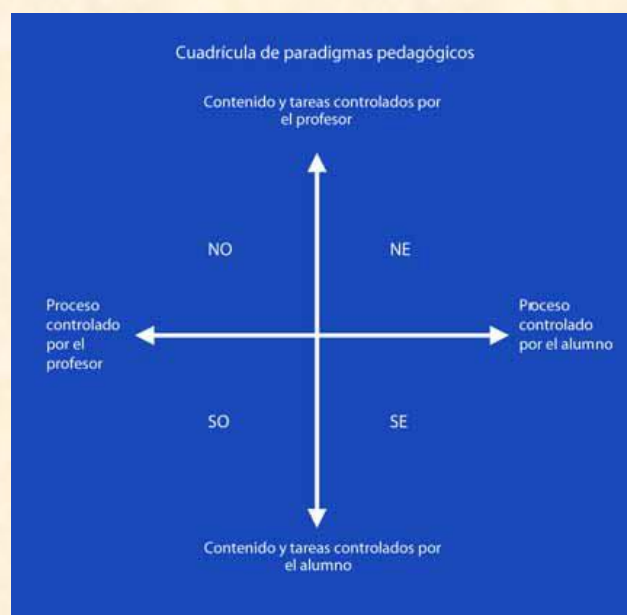 Cuadrícula de paradigmas pedagógicos
Contenido y tareas controlados por
el profesor
NO
NE
Proceso
controlado
por el
profesor
Proceso
controlado
por el alumno
SO
SE
Contenido y tareas controlados por
el alumno